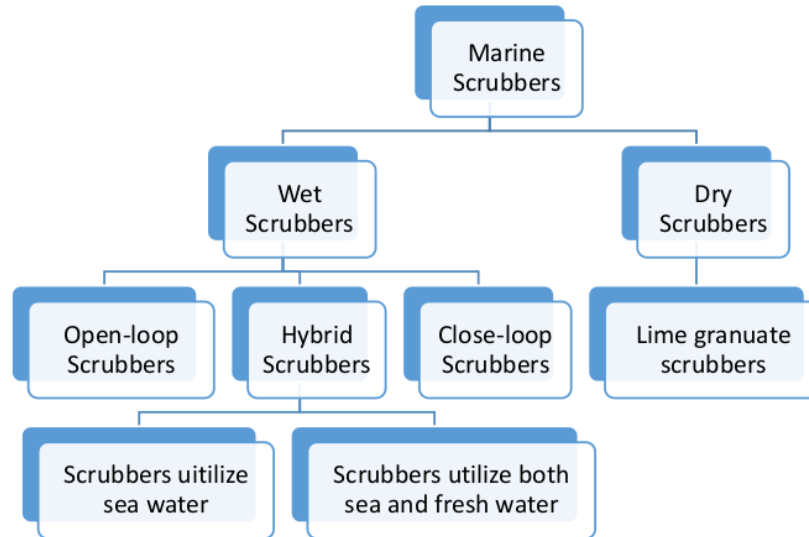 Marine
Scrubbers
Wet
Scrubbers
Dry
Scrubbers
Open-loop
Scrubbers
Hybrid
Scrubbers
Close-loop
Scrubbers
Lime granuate
scrubbers
Scrubbers uitilize
sea water
Scrubbers utilize both
sea and fresh water